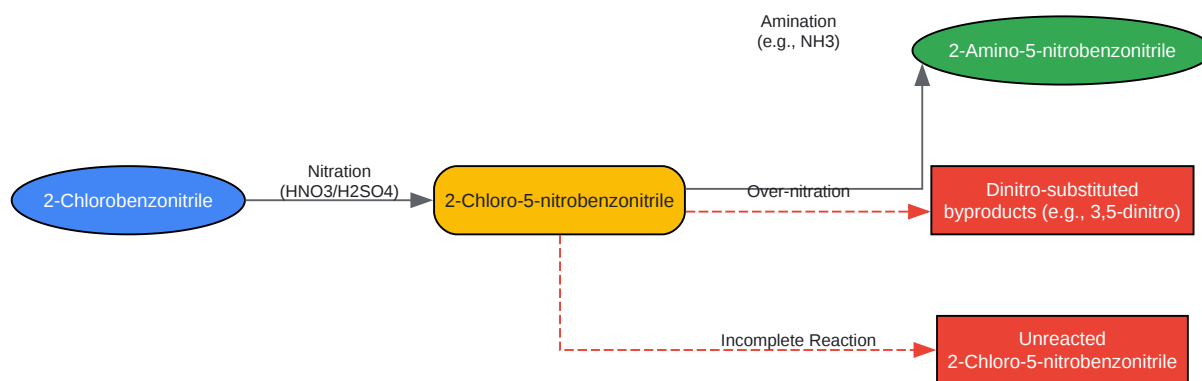 Amination
(e.g., NH3)
2-Amino-5-nitrobenzonitrile
2-Chlorobenzonitrile
Nitration
(HNO3/H2SO4)
2-Chloro-5-nitrobenzonitrile
Over-nitration
Dinitro-substituted
byproducts (e.g., 3,5-dinitro)
Incomplete Reaction
Unreacted
2-Chloro-5-nitrobenzonitrile